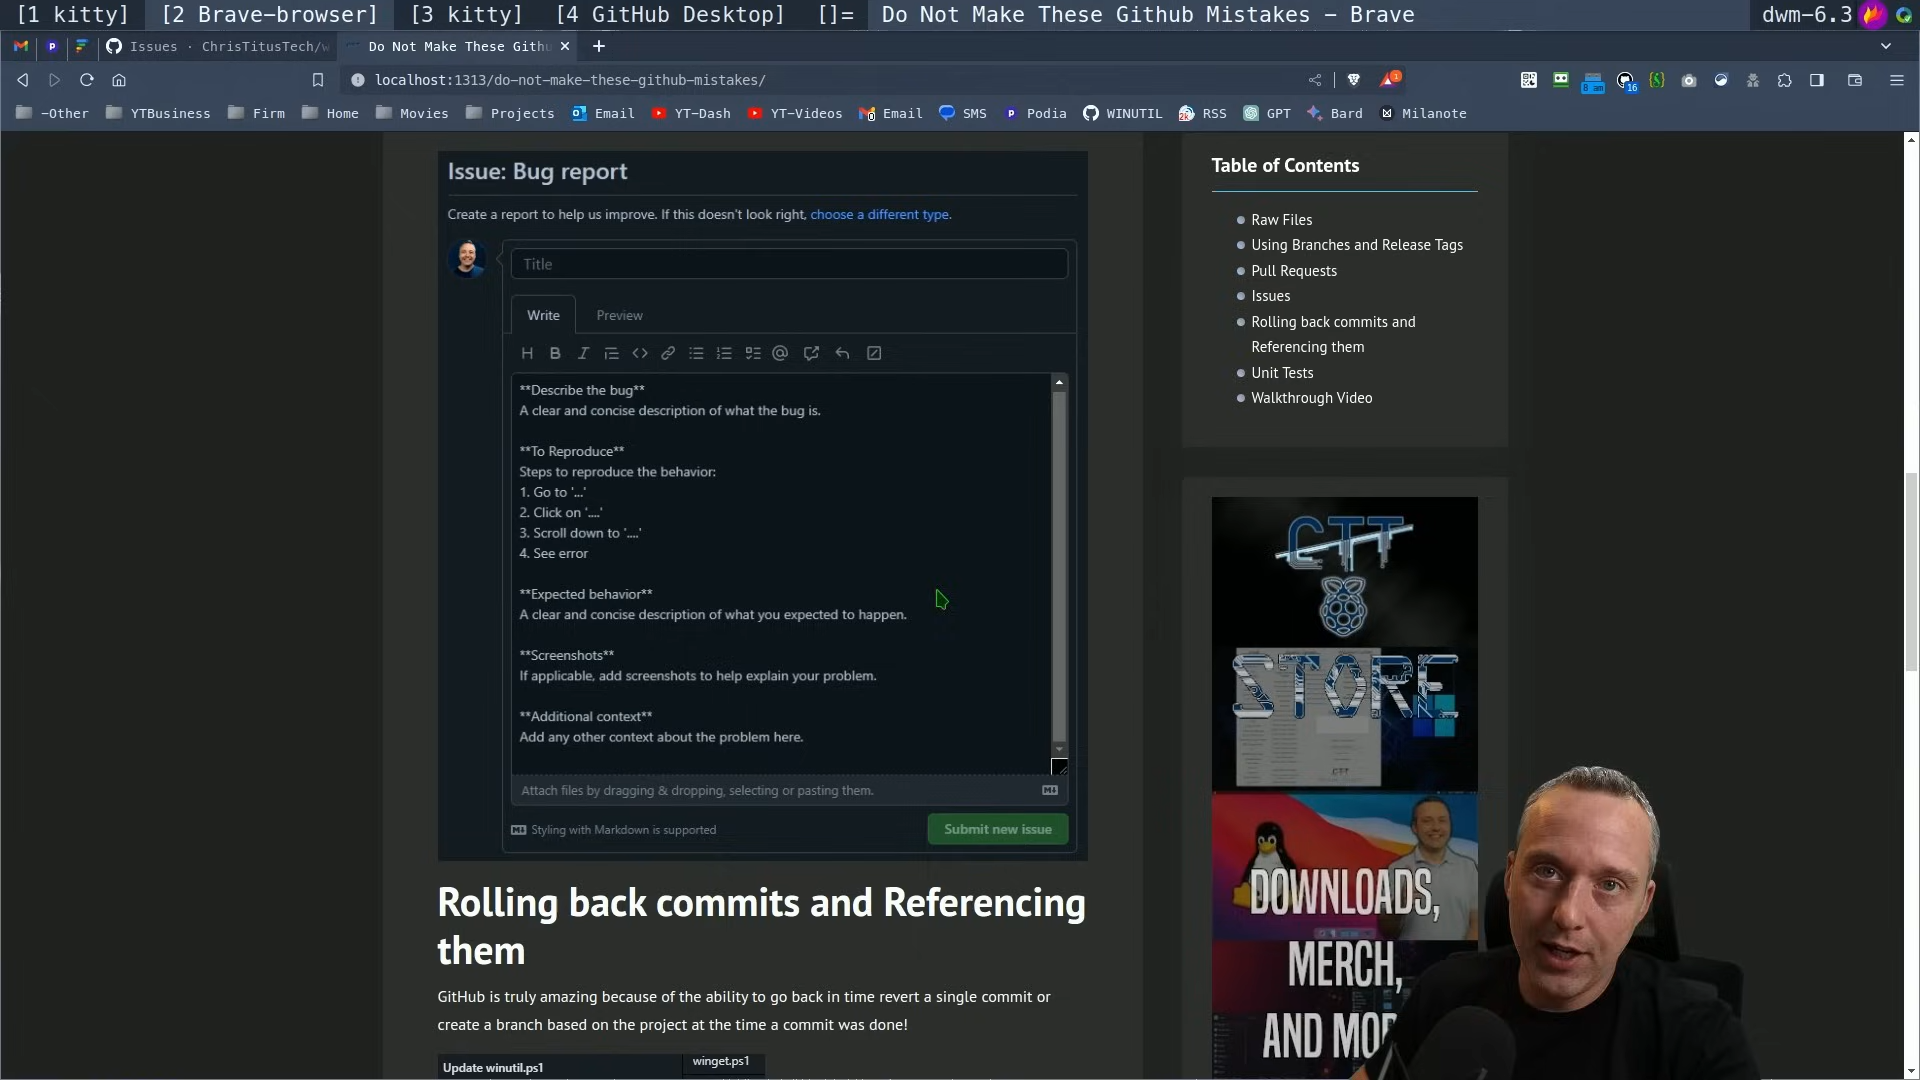 [1 kitty] [2 Brave-browser] [3 kitty] [4 GitHub Desktop] []= Do Not Make These Github Mistakes - Brave dwm-6.3
Issues · ChrisTitusTech/w Do Not Make These Githu
localhost:1313/do-not-make-these-github-mistakes/
1
8 am
16
-Other YTBusiness Firm Home Movies Projects Email YT-Dash YT-Videos Email SMS Podia WINUTIL RSS GPT Bard Milanote
Issue: Bug report
Create a report to help us improve. If this doesn't look right, choose a different type.
Title
Write Preview
**Describe the bug**
A clear and concise description of what the bug is.
**To Reproduce**
Steps to reproduce the behavior:
1. Go to '...'
2. Click on '....'
3. Scroll down to '....'
4. See error
**Expected behavior**
A clear and concise description of what you expected to happen.
**Screenshots**
If applicable, add screenshots to help explain your problem.
**Additional context**
Add any other context about the problem here.
Attach files by dragging & dropping, selecting or pasting them.
Styling with Markdown is supported
Submit new issue
Rolling back commits and Referencing
them
GitHub is truly amazing because of the ability to go back in time revert a single commit or
create a branch based on the project at the time a commit was done!
Update winutil.ps1
winget.ps1
Table of Contents
Raw Files
Using Branches and Release Tags
Pull Requests
Issues
Rolling back commits and
Referencing them
Unit Tests
Walkthrough Video
CTT
STORE
DOWNLOADS,
MERCH,
AND MOR